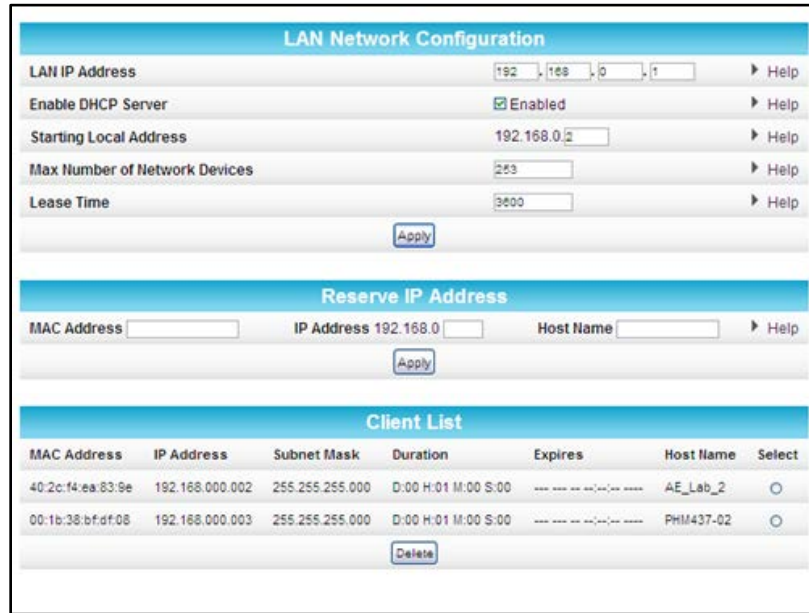 LAN Network Configuration
LAN IP Address 192 . 168 . 0 . 1 Help
Enable DHCP Server Enabled Help
Starting Local Address 192.168.0.2 Help
Max Number of Network Devices 253 Help
Lease Time 3600 Help
Apply
Reserve IP Address
MAC Address IP Address 192.168.0 Host Name Help
Apply
Client List
MAC Address IP Address Subnet Mask Duration Expires Host Name Select
40:2c:f4:ea:83:9e 192.168.000.002 255.255.255.000 D:00 H:01 M:00 S:00 --- --- -- --:--:-- ---- AE_Lab_2
00:1b:38:bf:df:08 192.168.000.003 255.255.255.000 D:00 H:01 M:00 S:00 --- --- -- --:--:-- ---- PHM437-02
Delete